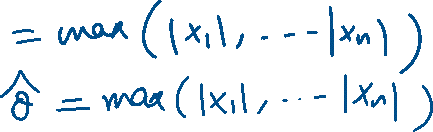 = max(|x₁|, ---|xₙ|)
θ̂ = max(|x₁|, ...-|xₙ|)